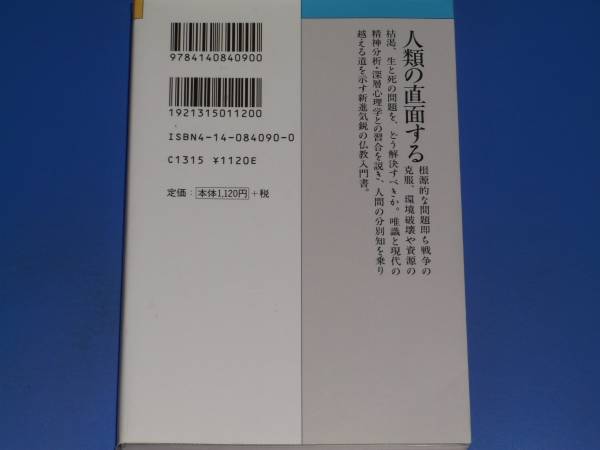 9784140840900
1921315011200
ISBN4-14-084090-0
C1315 ¥1120E
定価：本体1,120円＋税
人類の直面する
根源的な問題即ち戦争の
克服、環境破壊や資源の
枯渇、生と死の問題を、どう解決すべきか。唯識と現代の
精神分析・深層心理学との習合を説き、人間の分別知を乗り
越える道を示す新進気鋭の仏教入門書。